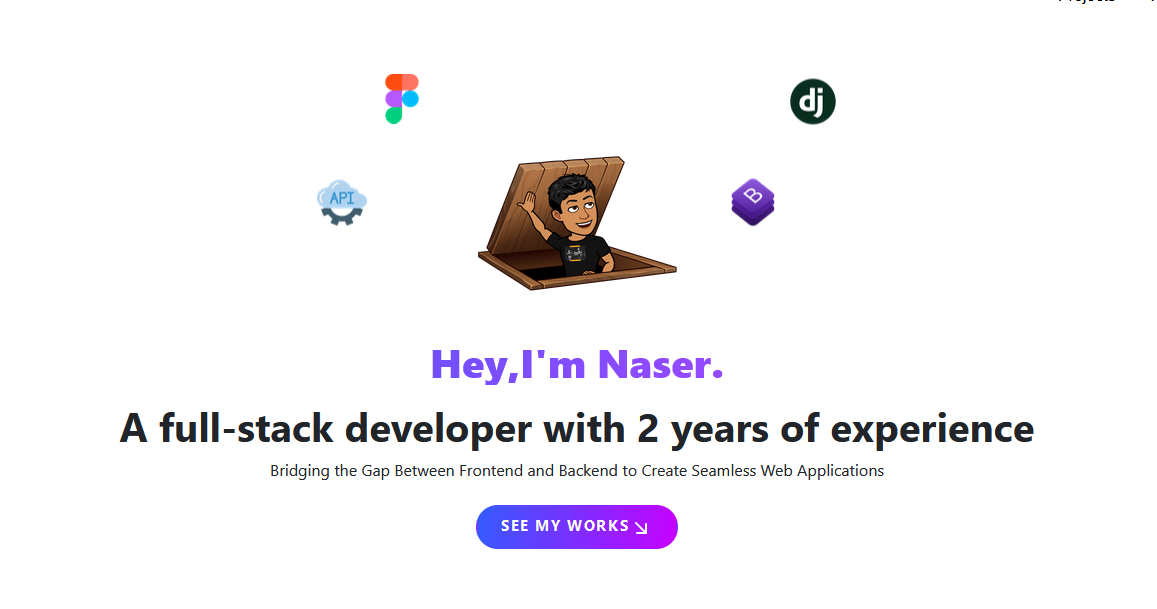 dj
API
B
Hey,I'm Naser.
A full-stack developer with 2 years of experience
Bridging the Gap Between Frontend and Backend to Create Seamless Web Applications
SEE MY WORKS